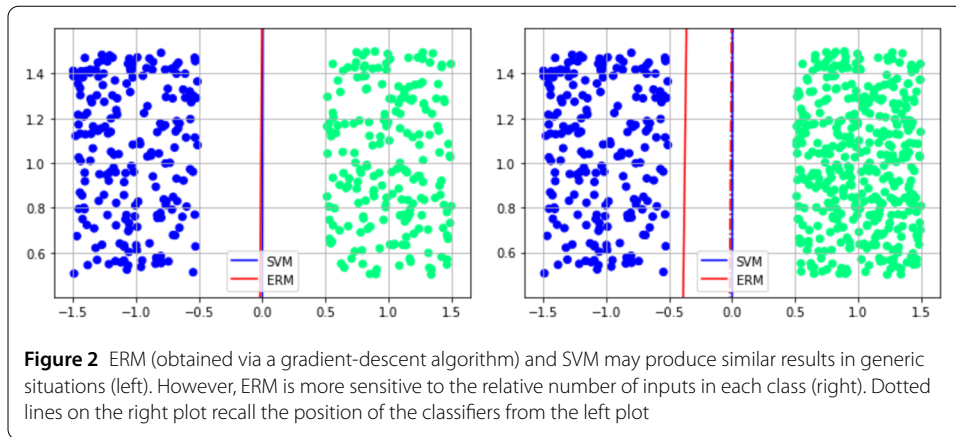 1.4
1.2
1.0
0.8
0.6
SVM
ERM
−1.5 −1.0 −0.5 0.0 0.5 1.0 1.5
1.4
1.2
1.0
0.8
0.6
SVM
ERM
−1.5 −1.0 −0.5 0.0 0.5 1.0 1.5
Figure 2 ERM (obtained via a gradient-descent algorithm) and SVM may produce similar results in generic
situations (left). However, ERM is more sensitive to the relative number of inputs in each class (right). Dotted
lines on the right plot recall the position of the classifiers from the left plot